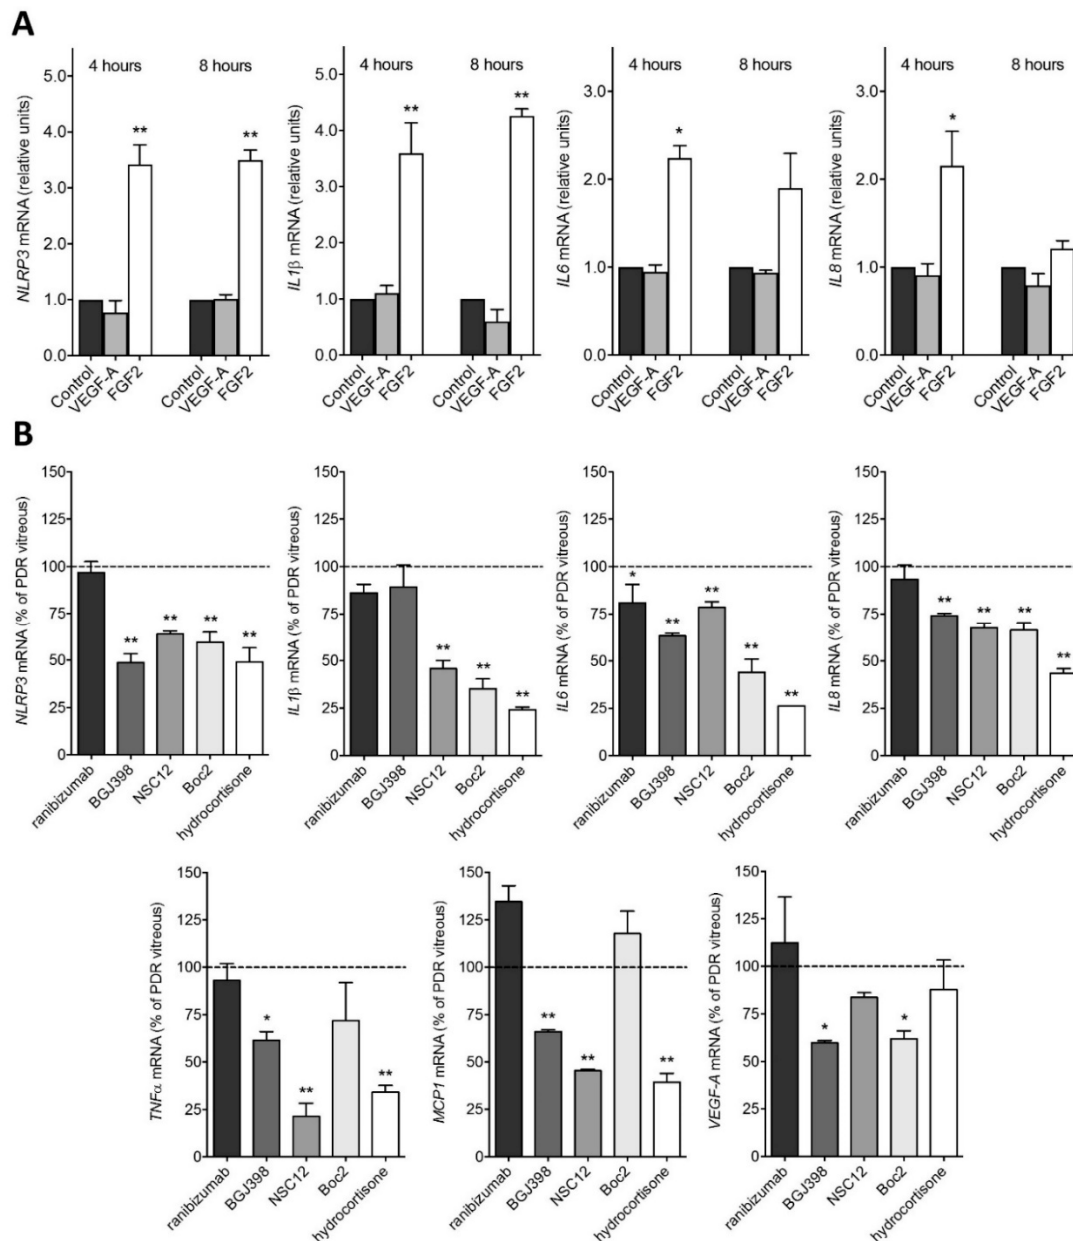 A
4 hours
8 hours
NLRP3 mRNA (relative units)
5.0
4.0
3.0
2.0
1.0
0.0
**
**
Control
VEGF-A
FGF2
Control
VEGF-A
FGF2
4 hours
8 hours
IL1β mRNA (relative units)
5.0
4.0
3.0
2.0
1.0
0.0
**
**
Control
VEGF-A
FGF2
Control
VEGF-A
FGF2
4 hours
8 hours
IL6 mRNA (relative units)
3.0
2.0
1.0
0.0
*
Control
VEGF-A
FGF2
Control
VEGF-A
FGF2
4 hours
8 hours
IL8 mRNA (relative units)
3.0
2.0
1.0
0.0
*
Control
VEGF-A
FGF2
Control
VEGF-A
FGF2
B
NLRP3 mRNA (% of PDR vitreous)
150
125
100
75
50
25
0
**
**
**
**
ranibizumab
BGJ398
NSC12
Boc2
hydrocortisone
IL1β mRNA (% of PDR vitreous)
150
125
100
75
50
25
0
**
**
**
ranibizumab
BGJ398
NSC12
Boc2
hydrocortisone
IL6 mRNA (% of PDR vitreous)
150
125
100
75
50
25
0
*
**
**
**
**
ranibizumab
BGJ398
NSC12
Boc2
hydrocortisone
IL8 mRNA (% of PDR vitreous)
150
125
100
75
50
25
0
**
**
**
**
ranibizumab
BGJ398
NSC12
Boc2
hydrocortisone
TNFα mRNA (% of PDR vitreous)
150
125
100
75
50
25
0
*
**
**
ranibizumab
BGJ398
NSC12
Boc2
hydrocortisone
MCP1 mRNA (% of PDR vitreous)
150
125
100
75
50
25
0
**
**
**
ranibizumab
BGJ398
NSC12
Boc2
hydrocortisone
VEGF-A mRNA (% of PDR vitreous)
150
125
100
75
50
25
0
*
*
ranibizumab
BGJ398
NSC12
Boc2
hydrocortisone